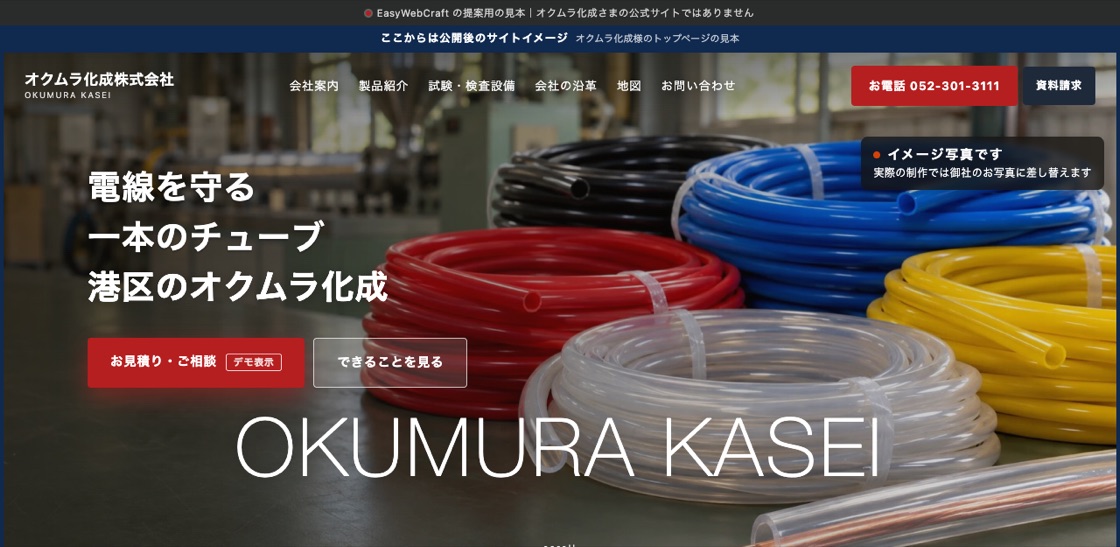 EasyWebCraft の提案用の見本｜オクムラ化成さまの公式サイトではありません
ここからは公開後のサイトイメージ オクムラ化成様のトップページの見本
オクムラ化成株式会社
OKUMURA KASEI
会社案内 製品紹介 試験・検査設備 会社の沿革 地図 お問い合わせ
お電話 052-301-3111
資料請求
イメージ写真です
実際の制作では御社のお写真に差し替えます
電線を守る
一本のチューブ
港区のオクムラ化成
お見積り・ご相談 デモ表示
できることを見る
OKUMURA KASEI